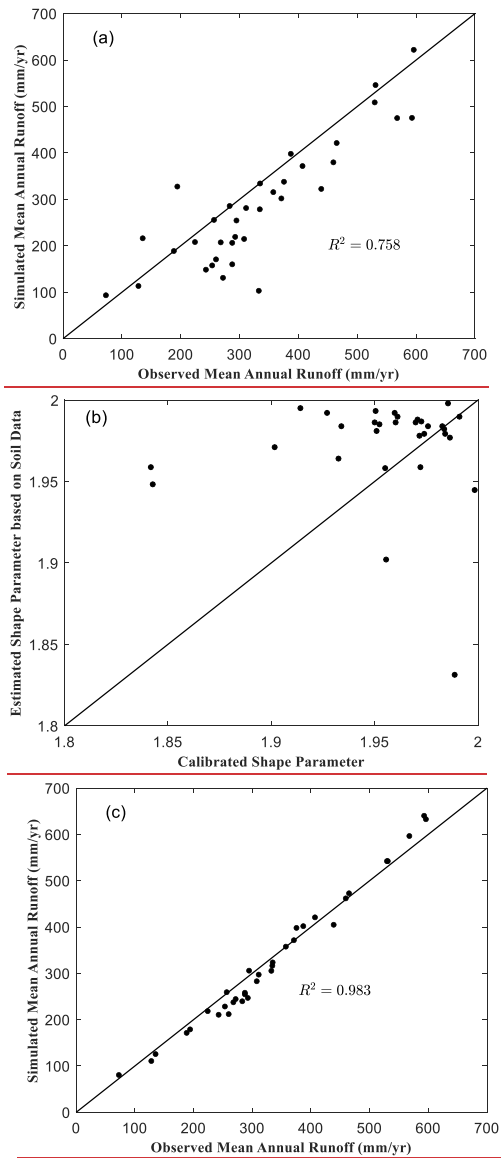 700
(a)
600
500
400
300
200
R² = 0.758
100
0
0 100 200 300 400 500 600 700
Simulated Mean Annual Runoff (mm/yr)
Observed Mean Annual Runoff (mm/yr)
2
(b)
1.95
1.9
1.85
1.8
1.8 1.85 1.9 1.95 2
Estimated Shape Parameter based on Soil Data
Calibrated Shape Parameter
700
(c)
600
500
400
300
R² = 0.983
200
100
0
0 100 200 300 400 500 600 700
Simulated Mean Annual Runoff (mm/yr)
Observed Mean Annual Runoff (mm/yr)